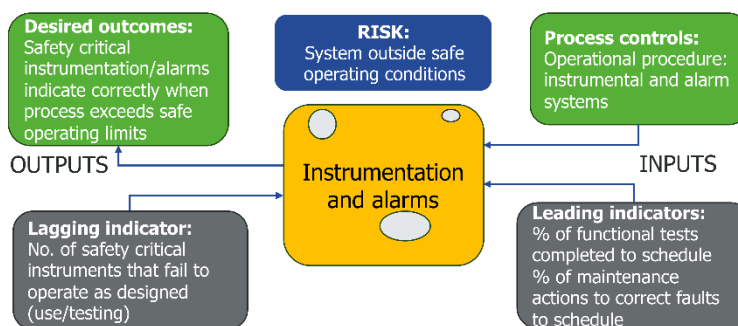 Desired outcomes:
Safety critical
instrumentation/alarms
indicate correctly when
process exceeds safe
operating limits
RISK:
System outside safe
operating conditions
Process controls:
Operational procedure:
instrumental and alarm
systems
OUTPUTS
Instrumentation
and alarms
INPUTS
Lagging indicator:
No. of safety critical
instruments that fail to
operate as designed
(use/testing)
Leading indicators:
% of functional tests
completed to schedule
% of maintenance
actions to correct faults
to schedule